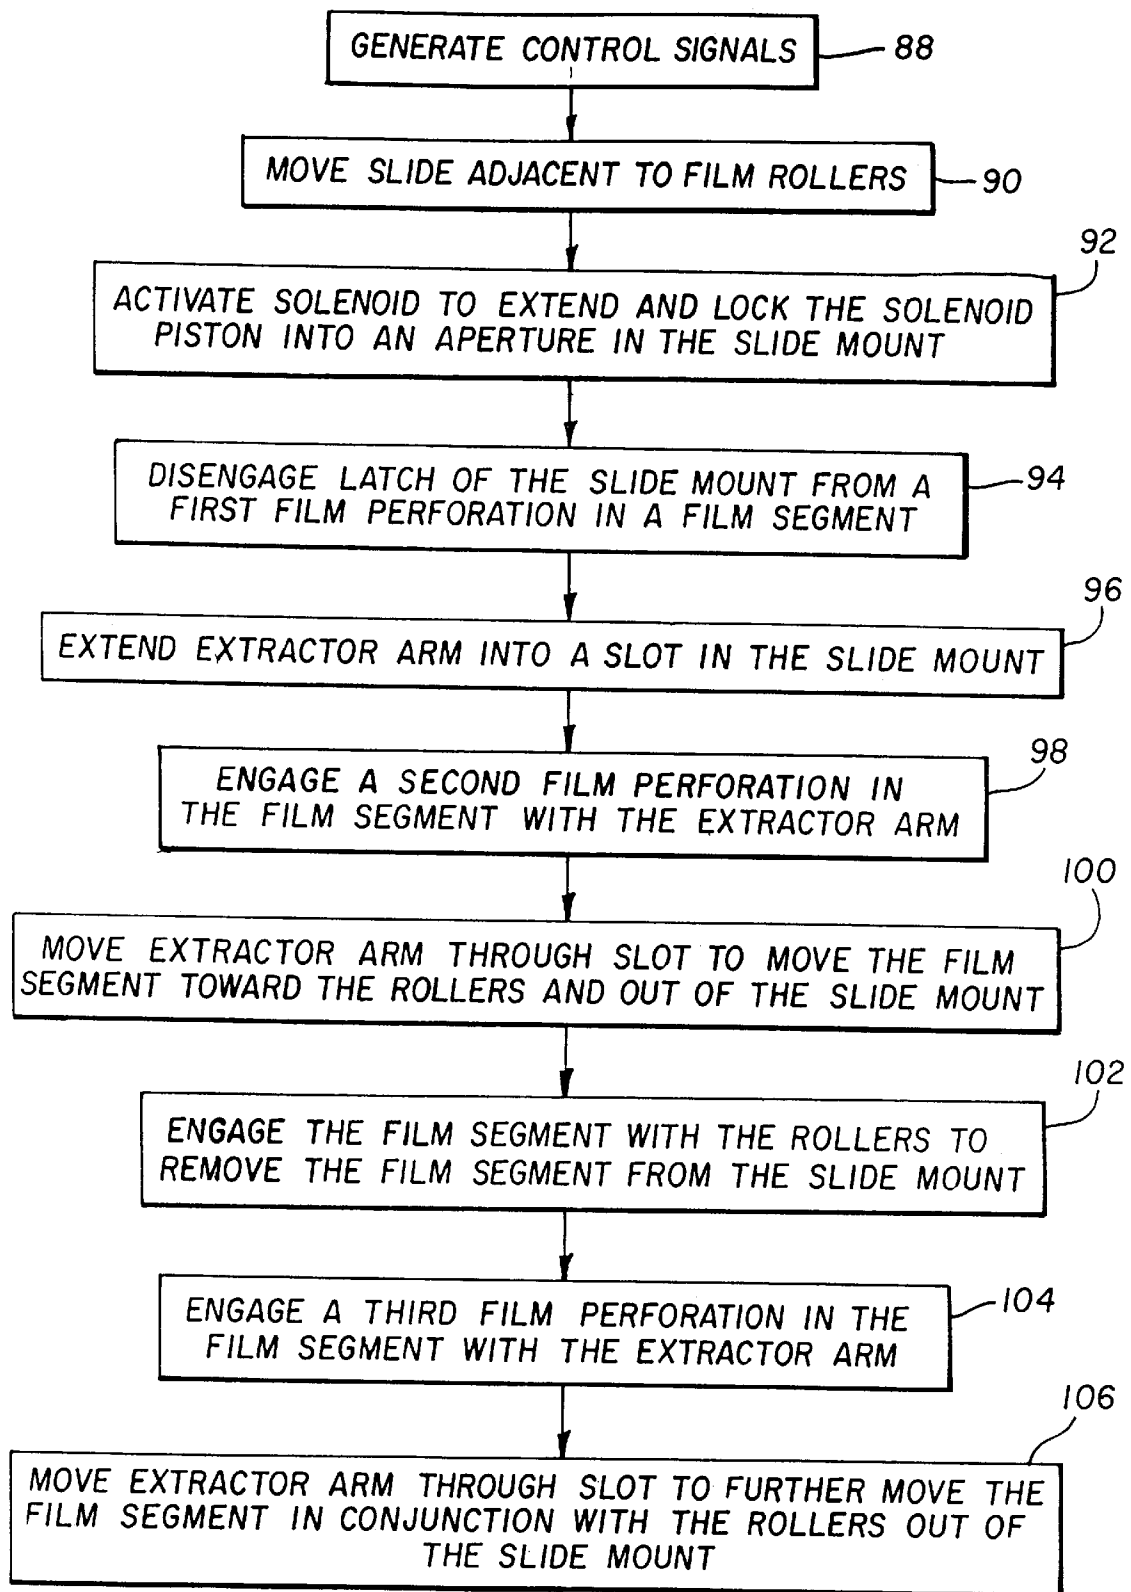 GENERATE CONTROL SIGNALS
88
MOVE SLIDE ADJACENT TO FILM ROLLERS
90
92
ACTIVATE SOLENOID TO EXTEND AND LOCK THE SOLENOID
PISTON INTO AN APERTURE IN THE SLIDE MOUNT
DISENGAGE LATCH OF THE SLIDE MOUNT FROM A
FIRST FILM PERFORATION IN A FILM SEGMENT
94
96
EXTEND EXTRACTOR ARM INTO A SLOT IN THE SLIDE MOUNT
98
ENGAGE A SECOND FILM PERFORATION IN
THE FILM SEGMENT WITH THE EXTRACTOR ARM
100
MOVE EXTRACTOR ARM THROUGH SLOT TO MOVE THE FILM
SEGMENT TOWARD THE ROLLERS AND OUT OF THE SLIDE MOUNT
102
ENGAGE THE FILM SEGMENT WITH THE ROLLERS TO
REMOVE THE FILM SEGMENT FROM THE SLIDE MOUNT
ENGAGE A THIRD FILM PERFORATION IN THE
FILM SEGMENT WITH THE EXTRACTOR ARM
104
106
MOVE EXTRACTOR ARM THROUGH SLOT TO FURTHER MOVE THE
FILM SEGMENT IN CONJUNCTION WITH THE ROLLERS OUT OF
THE SLIDE MOUNT